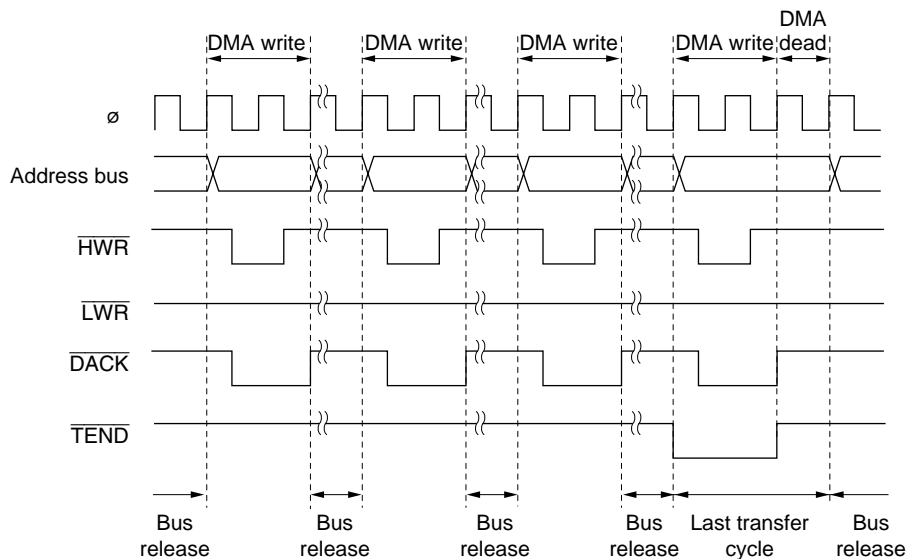 DMA write
DMA write
DMA write
DMA write
DMA
dead
ø
Address bus
HWR
LWR
DACK
TEND
Bus
release
Bus
release
Bus
release
Bus
release
Last transfer
cycle
Bus
release